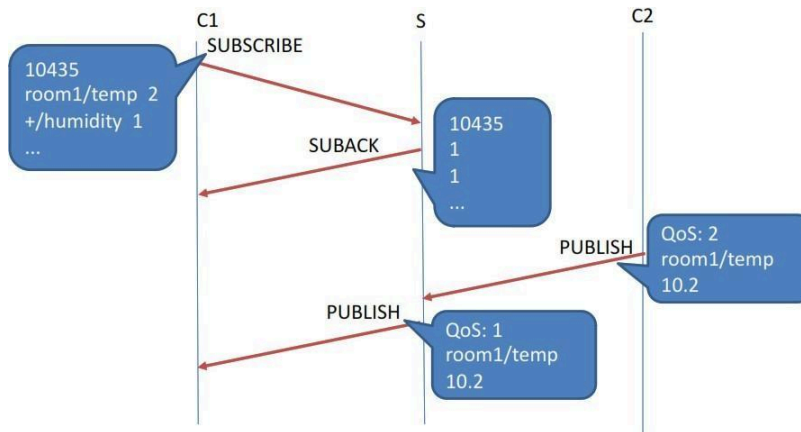 C1
S
C2
SUBSCRIBE
10435
room1/temp 2
+/humidity 1
...
SUBACK
10435
1
1
...
PUBLISH
QoS: 2
room1/temp
10.2
PUBLISH
QoS: 1
room1/temp
10.2